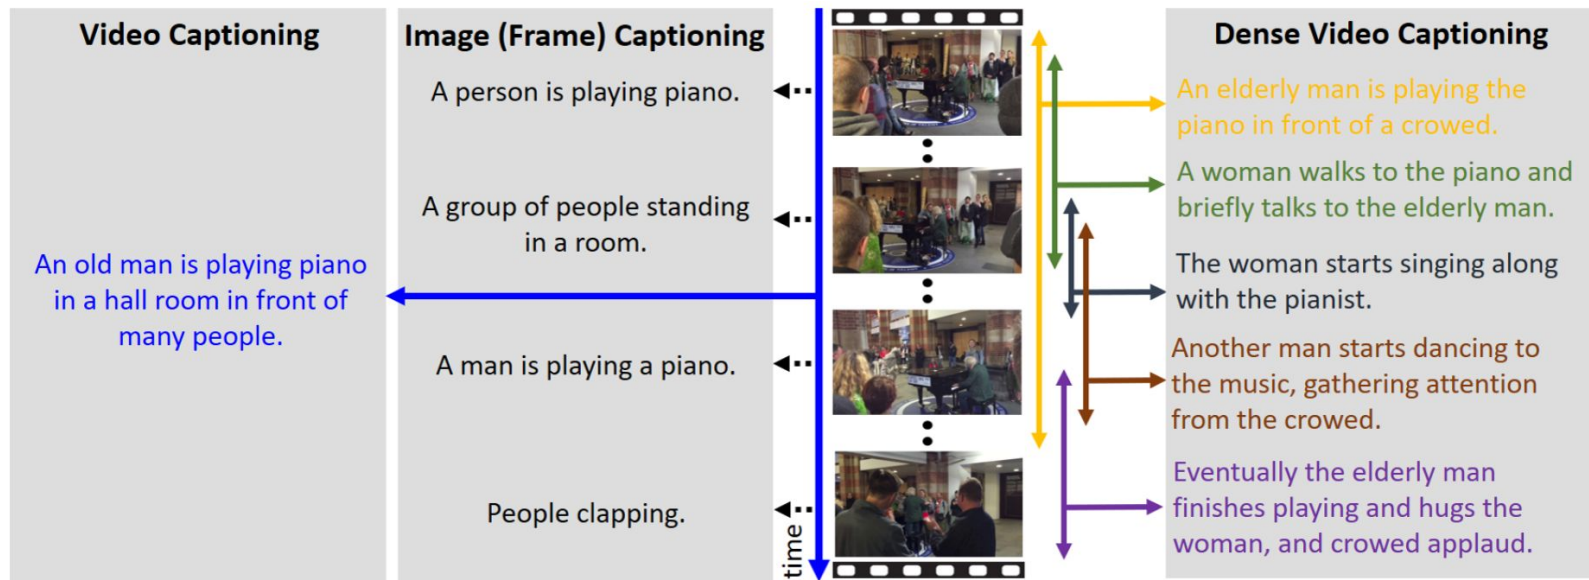 Video Captioning
An old man is playing piano
in a hall room in front of
many people.
Image (Frame) Captioning
A person is playing piano.
A group of people standing
in a room.
A man is playing a piano.
People clapping.
time
Dense Video Captioning
An elderly man is playing the
piano in front of a crowed.
A woman walks to the piano and
briefly talks to the elderly man.
The woman starts singing along
with the pianist.
Another man starts dancing to
the music, gathering attention
from the crowed.
Eventually the elderly man
finishes playing and hugs the
woman, and crowed applaud.